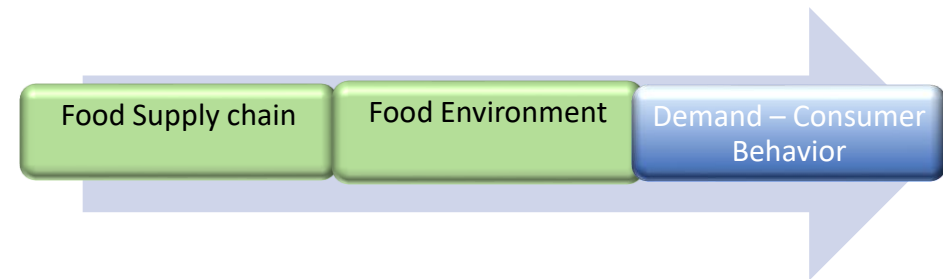 Food Supply chain
Food Environment
Demand – Consumer
Behavior